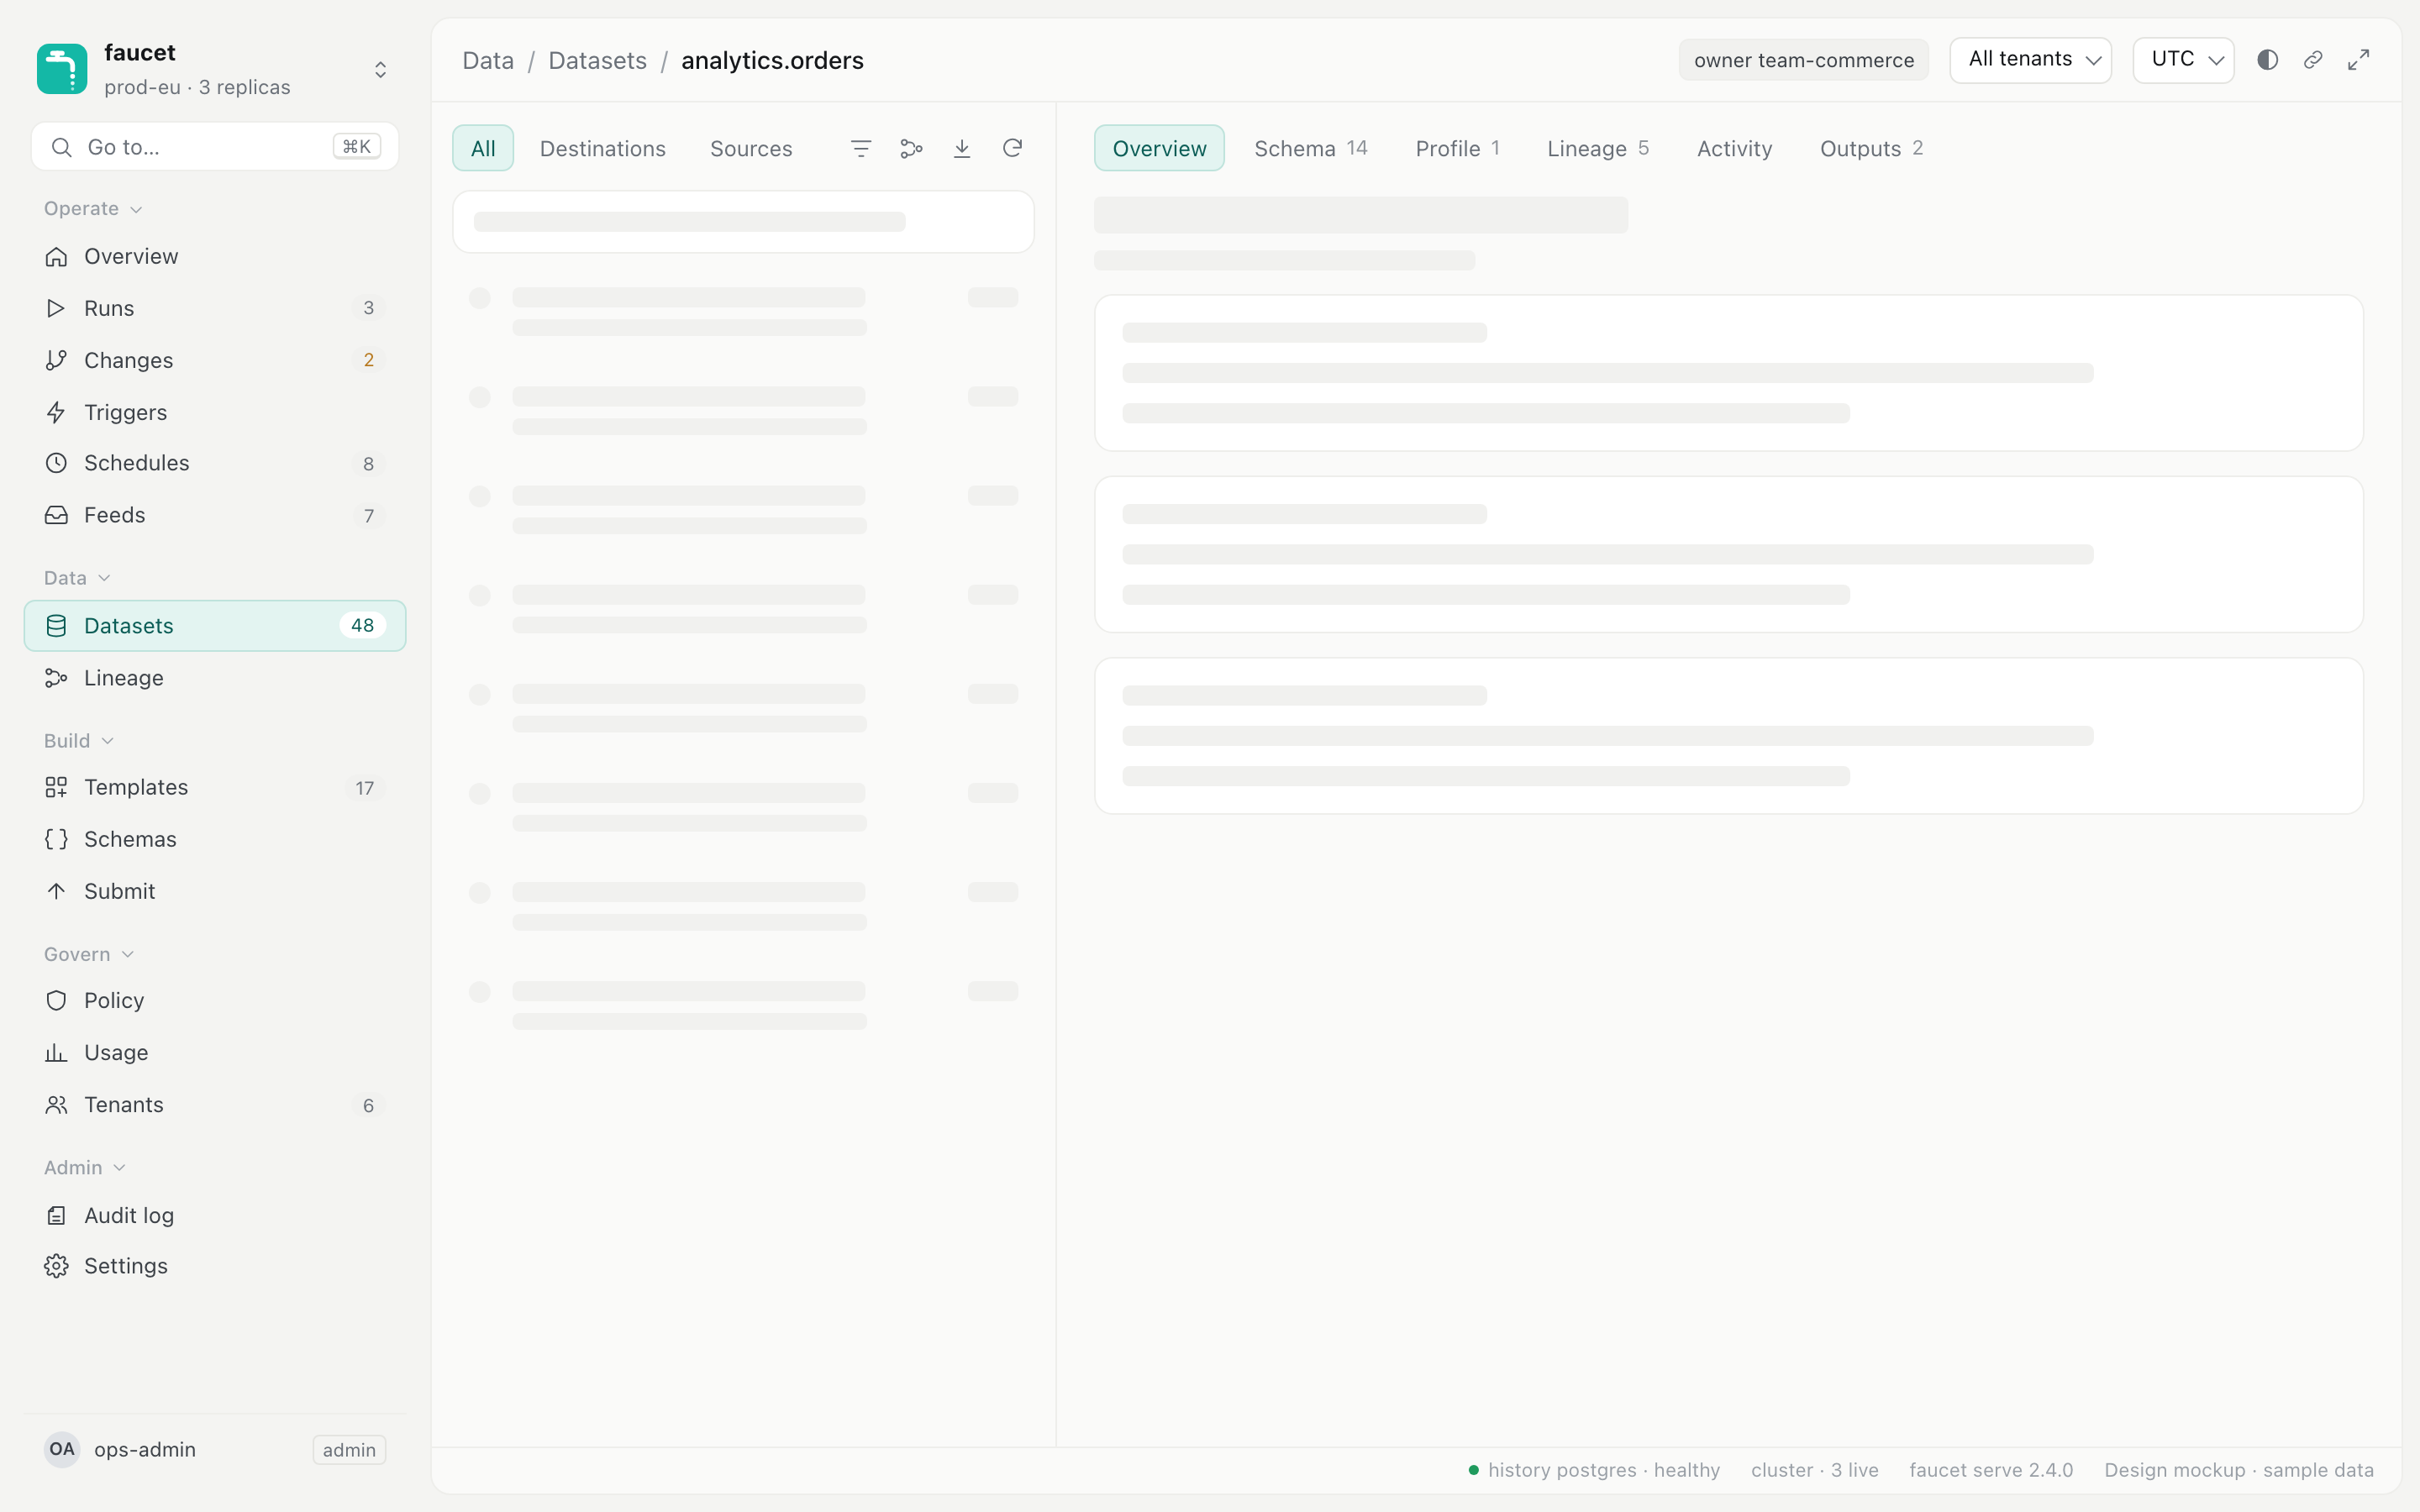 faucet
prod-eu · 3 replicas
Go to...
⌘K
Operate
Overview
Runs 3
Changes 2
Triggers
Schedules 8
Feeds 7
Data
Datasets 48
Lineage
Build
Templates 17
Schemas
Submit
Govern
Policy
Usage
Tenants 6
Admin
Audit log
Settings
OA ops-admin admin
Data / Datasets / analytics.orders
owner team-commerce All tenants UTC
All Destinations Sources
Overview Schema 14 Profile 1 Lineage 5 Activity Outputs 2
history postgres · healthy cluster · 3 live faucet serve 2.4.0 Design mockup · sample data